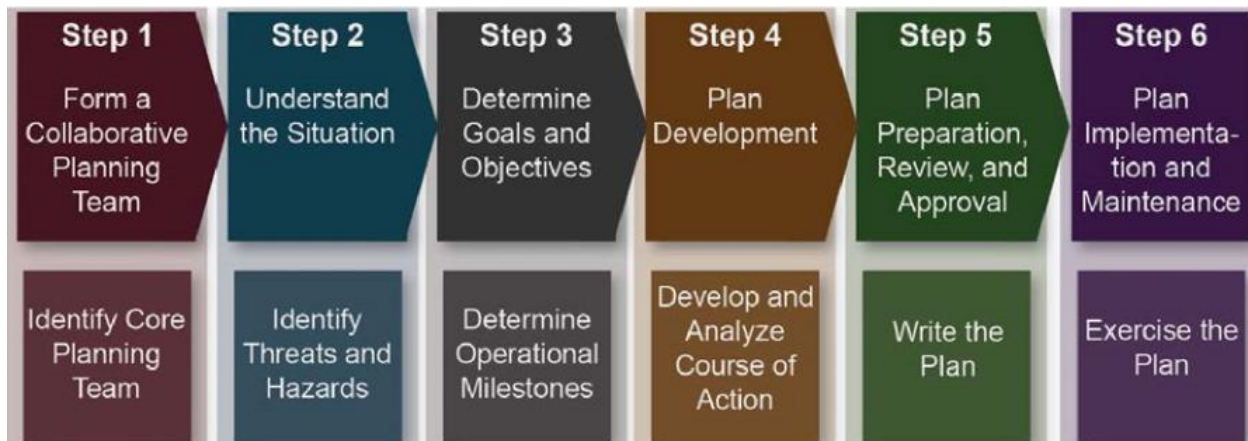 Step 1
Form a
Collaborative
Planning
Team
Step 2
Understand
the Situation
Step 3
Determine
Goals and
Objectives
Step 4
Plan
Development
Step 5
Plan
Preparation,
Review, and
Approval
Step 6
Plan
Implementa-
tion and
Maintenance
Identify Core
Planning
Team
Identify
Threats and
Hazards
Determine
Operational
Milestones
Develop and
Analyze
Course of
Action
Write the
Plan
Exercise the
Plan